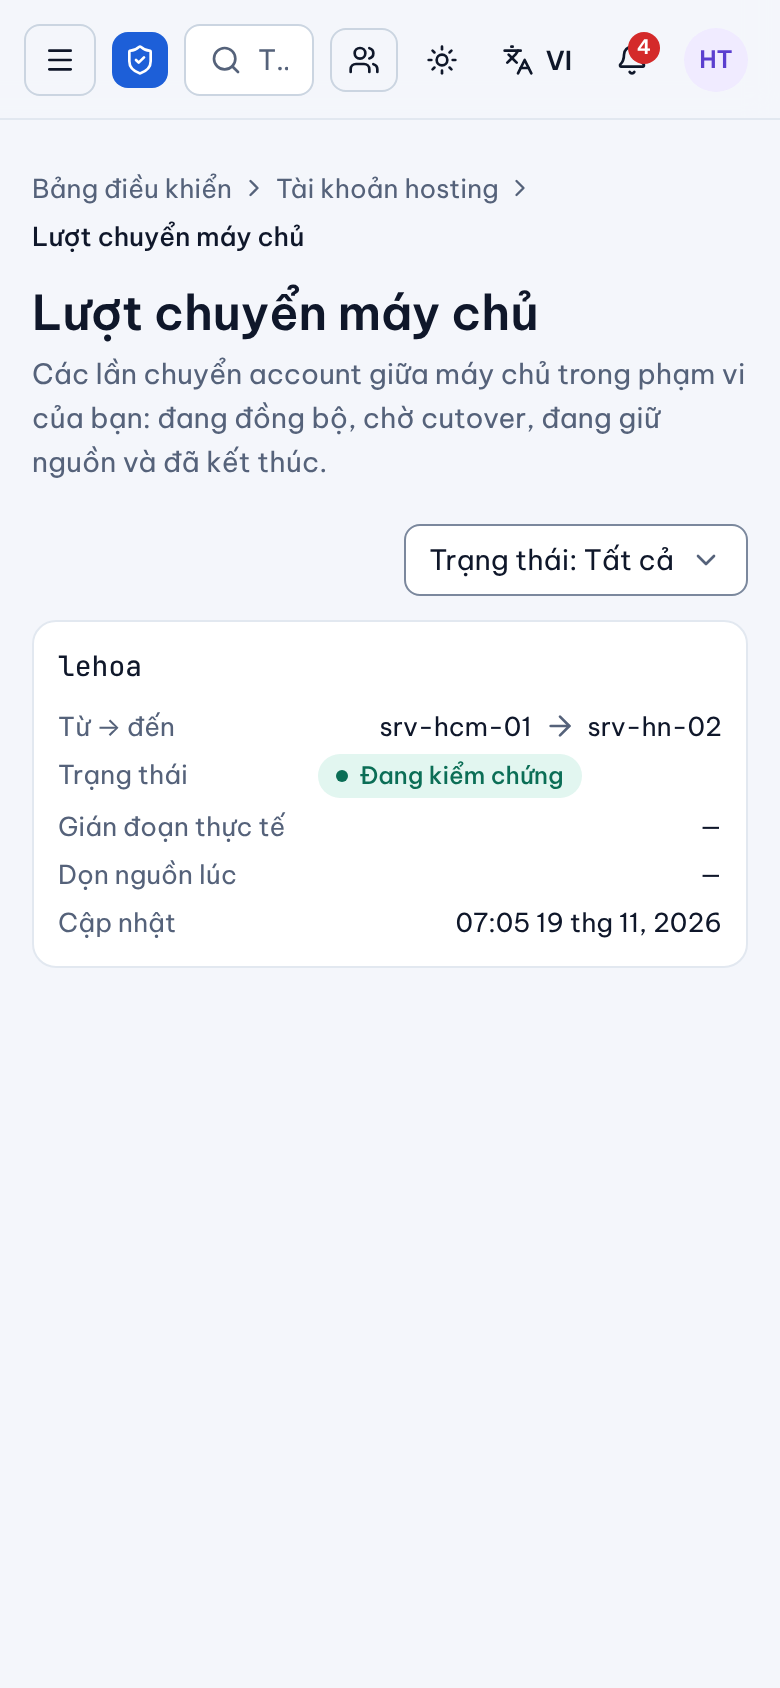 T..
VI
4
HT
Bảng điều khiển > Tài khoản hosting >
Lượt chuyển máy chủ
Lượt chuyển máy chủ
Các lần chuyển account giữa máy chủ trong phạm vi
của bạn: đang đồng bộ, chờ cutover, đang giữ
nguồn và đã kết thúc.
Trạng thái: Tất cả
lehoa
Từ → đến srv-hcm-01 → srv-hn-02
Trạng thái Đang kiểm chứng
Gián đoạn thực tế —
Dọn nguồn lúc —
Cập nhật 07:05 19 thg 11, 2026